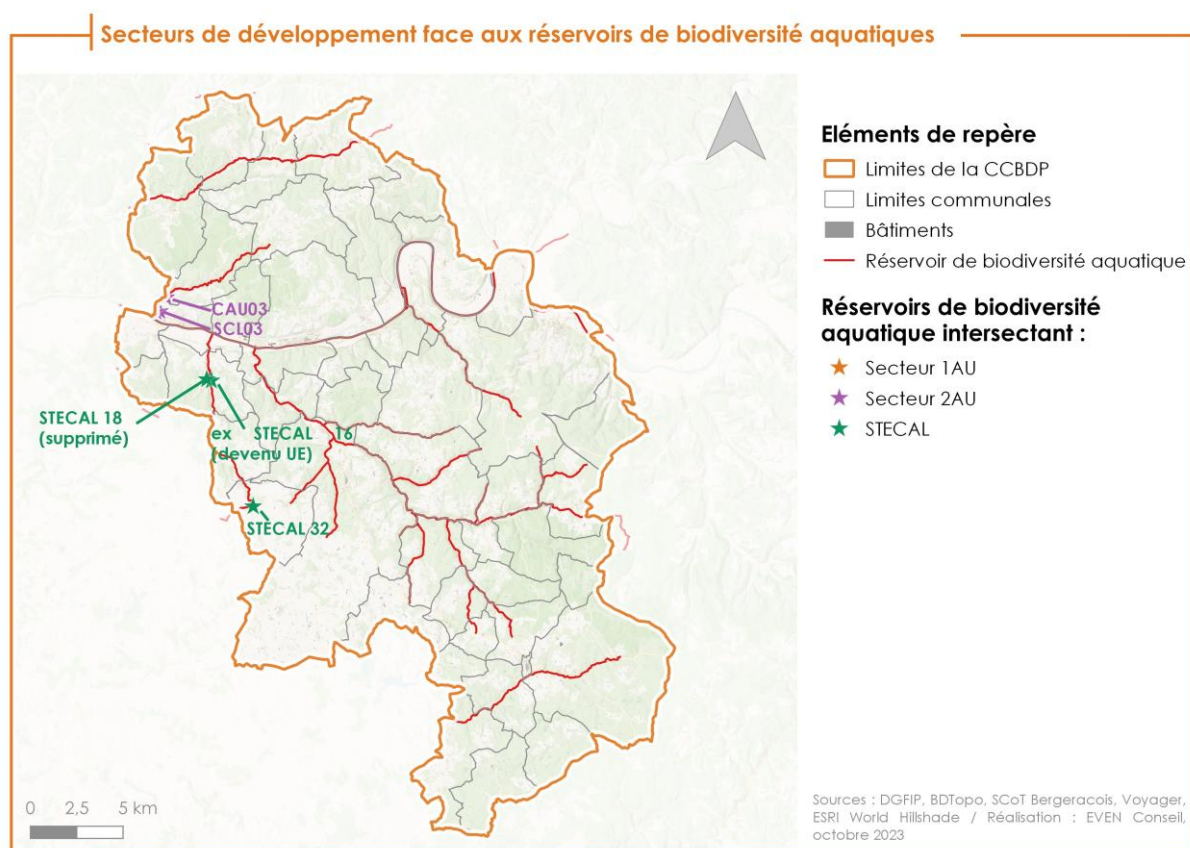 Secteurs de développement face aux réservoirs de biodiversité aquatiques
Eléments de repère
Limites de la CCBDP
Limites communales
Bâtiments
Réservoir de biodiversité aquatique
Réservoirs de biodiversité
aquatique intersectant :
Secteur 1AU
Secteur 2AU
STECAL
CAU03
SCL03
STECAL 18
(supprimé)
ex STECAL 16
(devenu UE)
STECAL 32
0 2,5 5 km
Sources : DGFIP, BDTopo, SCoT Bergeracois, Voyager,
ESRI World Hillshade / Réalisation : EVEN Conseil,
octobre 2023